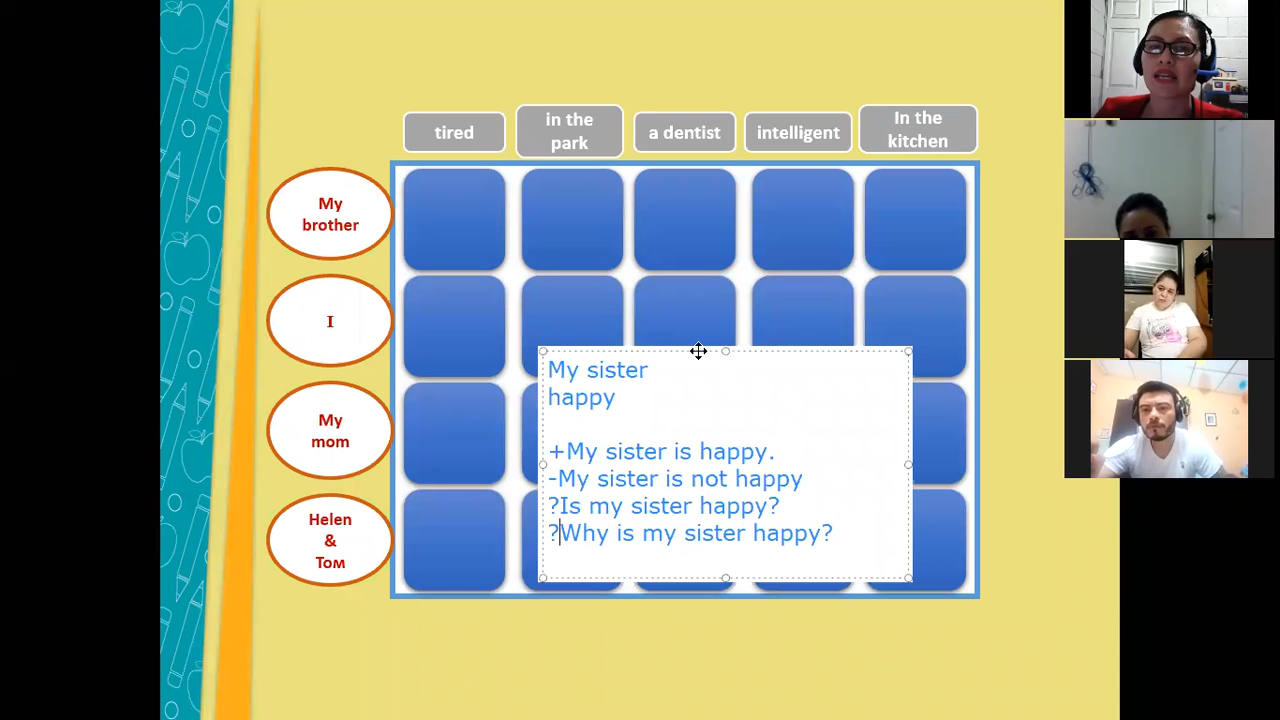 tired
in the
park
a dentist
intelligent
In the
kitchen
My
brother
I
My
mom
Helen
&
Tom
My sister
happy
+My sister is happy.
-My sister is not happy
?Is my sister happy?
?Why is my sister happy?